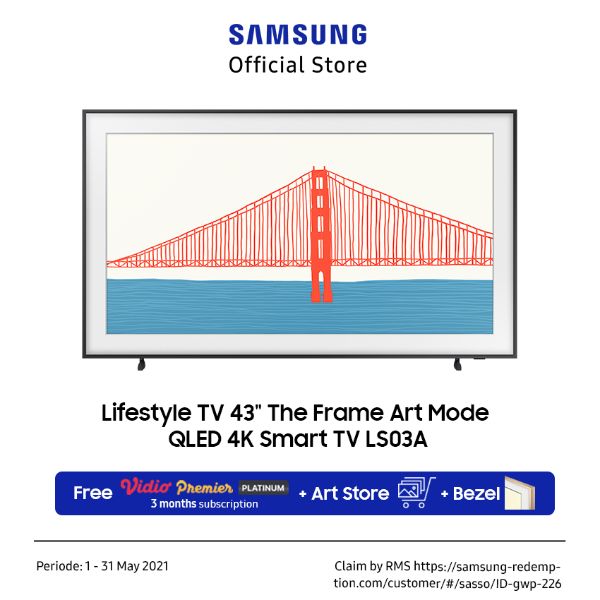 SAMSUNG
Official Store
Lifestyle TV 43" The Frame Art Mode
QLED 4K Smart TV LS03A
Free Vidio Premier PLATINUM + Art Store + Bezel
3 months subscription
Periode: 1 - 31 May 2021
Claim by RMS https://samsung-redemp-
tion.com/customer/#/sasso/ID-gwp-226